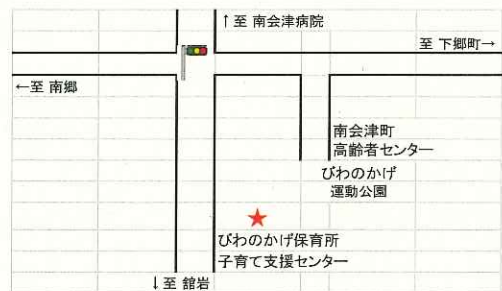 ↑至 南会津病院
至 下郷町→
←至 南郷
南会津町
高齢者センター
びわのかげ
運動公園
びわのかげ保育所
子育て支援センター
↓至 舘岩